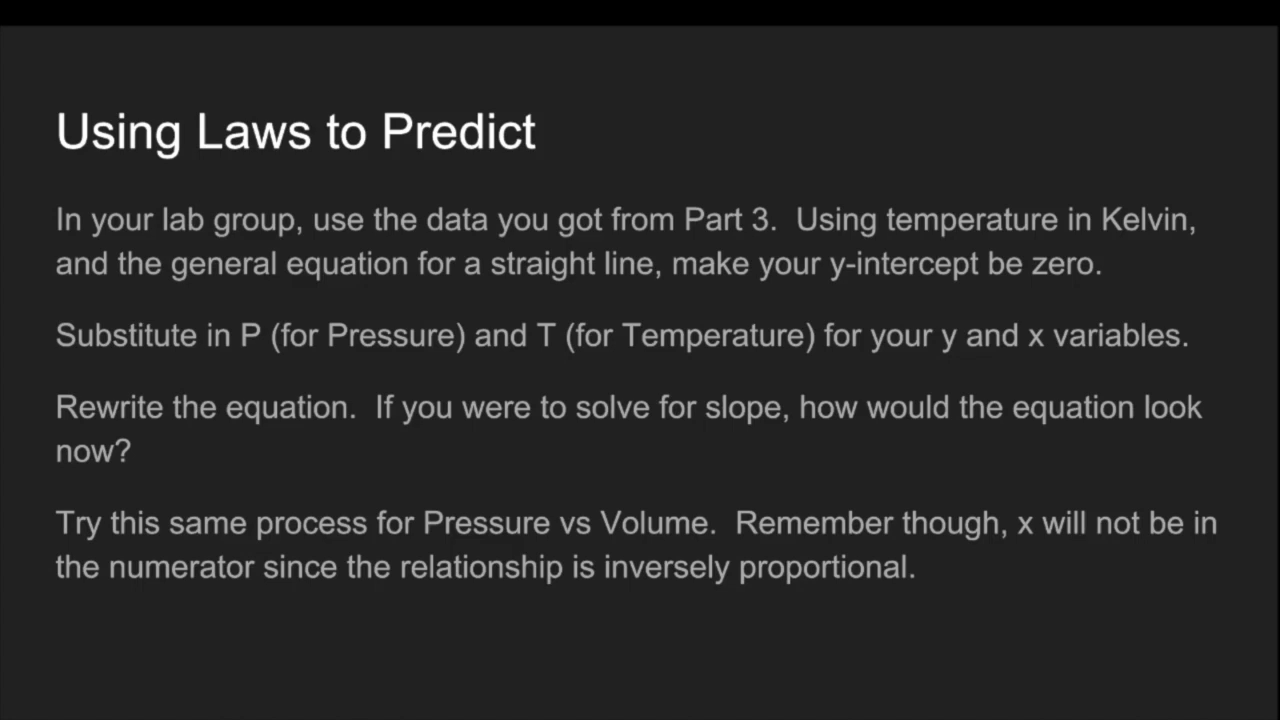 Using Laws to Predict
In your lab group, use the data you got from Part 3.  Using temperature in Kelvin,
and the general equation for a straight line, make your y-intercept be zero.
Substitute in P (for Pressure) and T (for Temperature) for your y and x variables.
Rewrite the equation.  If you were to solve for slope, how would the equation look
now?
Try this same process for Pressure vs Volume.  Remember though, x will not be in
the numerator since the relationship is inversely proportional.